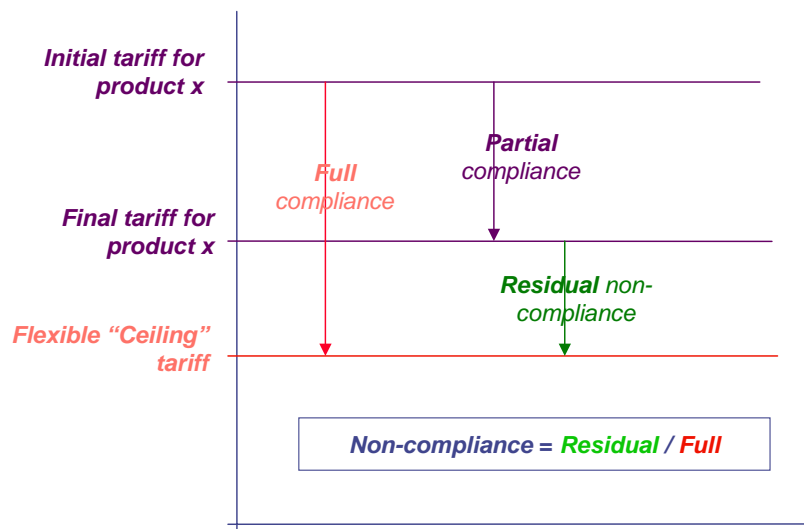 Initial tariff for
product x
Partial
compliance
Full
compliance
Final tariff for
product x
Residual non-
compliance
Flexible “Ceiling”
tariff
Non-compliance = Residual / Full